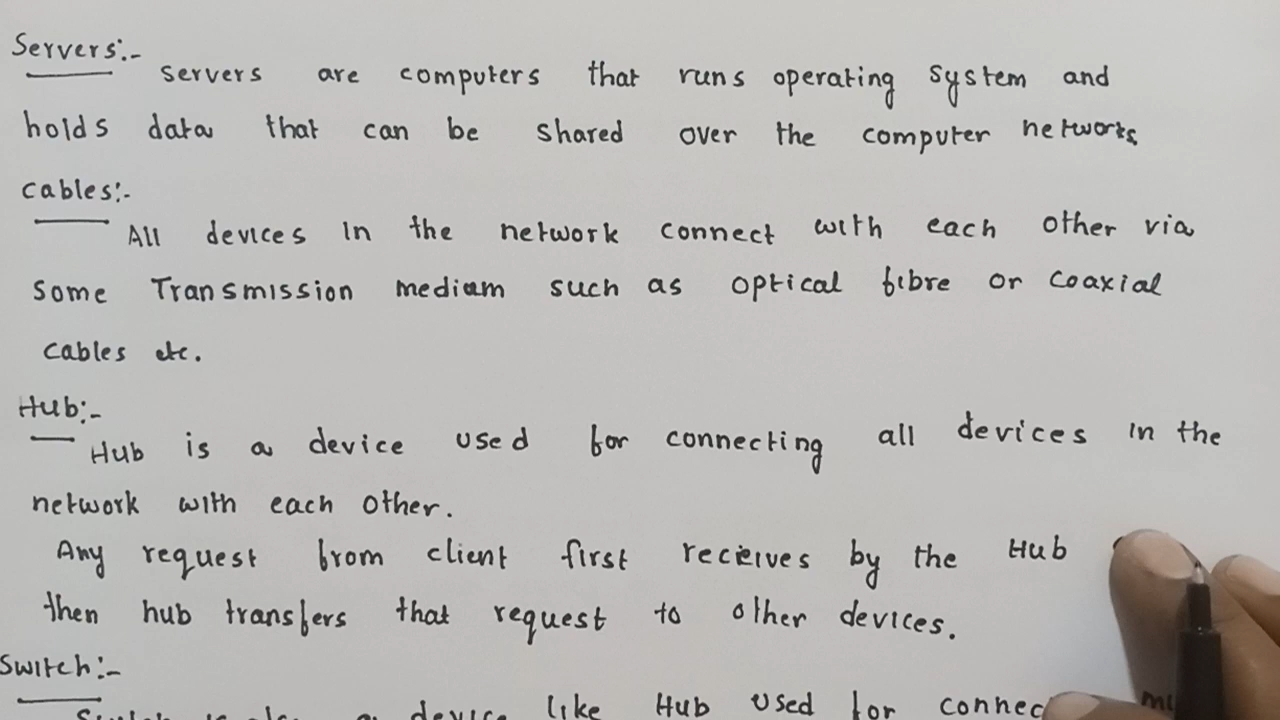 Servers:-
servers are computers that runs operating system and
holds data that can be shared over the computer networks
Cables:-
All devices in the network connect with each other via
some Transmission medium such as optical fibre or coaxial
cables etc.
Hub:-
Hub is a device used for connecting all devices in the
network with each other.
Any request from client first recieves by the Hub
then hub transfers that request to other devices.
Switch:-
Switch is also a device like Hub used for